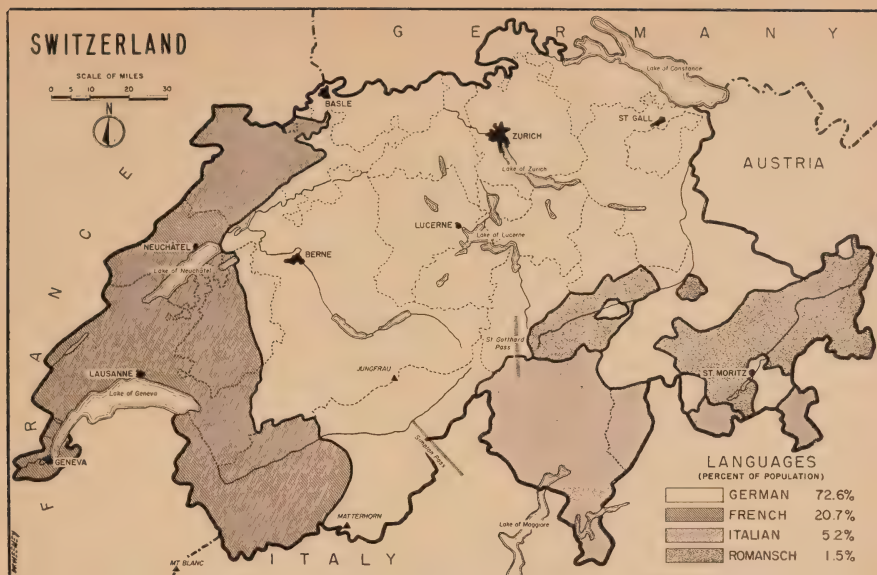 SWITZERLAND
SCALE OF MILES
0 5 10 20 30
N
G E R M A N Y
Lake of Constance
BASLE
ZURICH
ST GALL
AUSTRIA
Lake of Zurich
F R A N C E
NEUCHÂTEL
Lake of Neuchâtel
BERNE
LUCERNE
Lake of Lucerne
St Gotthard
Pass
LAUSANNE
Lake of Geneva
JUNGFRAU
ST. MORITZ
GENEVA
Simplon Pass
MATTERHORN
Lake of Maggiore
MT BLANC
I T A L Y
LANGUAGES
(PERCENT OF POPULATION)
GERMAN 72.6%
FRENCH 20.7%
ITALIAN 5.2%
ROMANSCH 1.5%